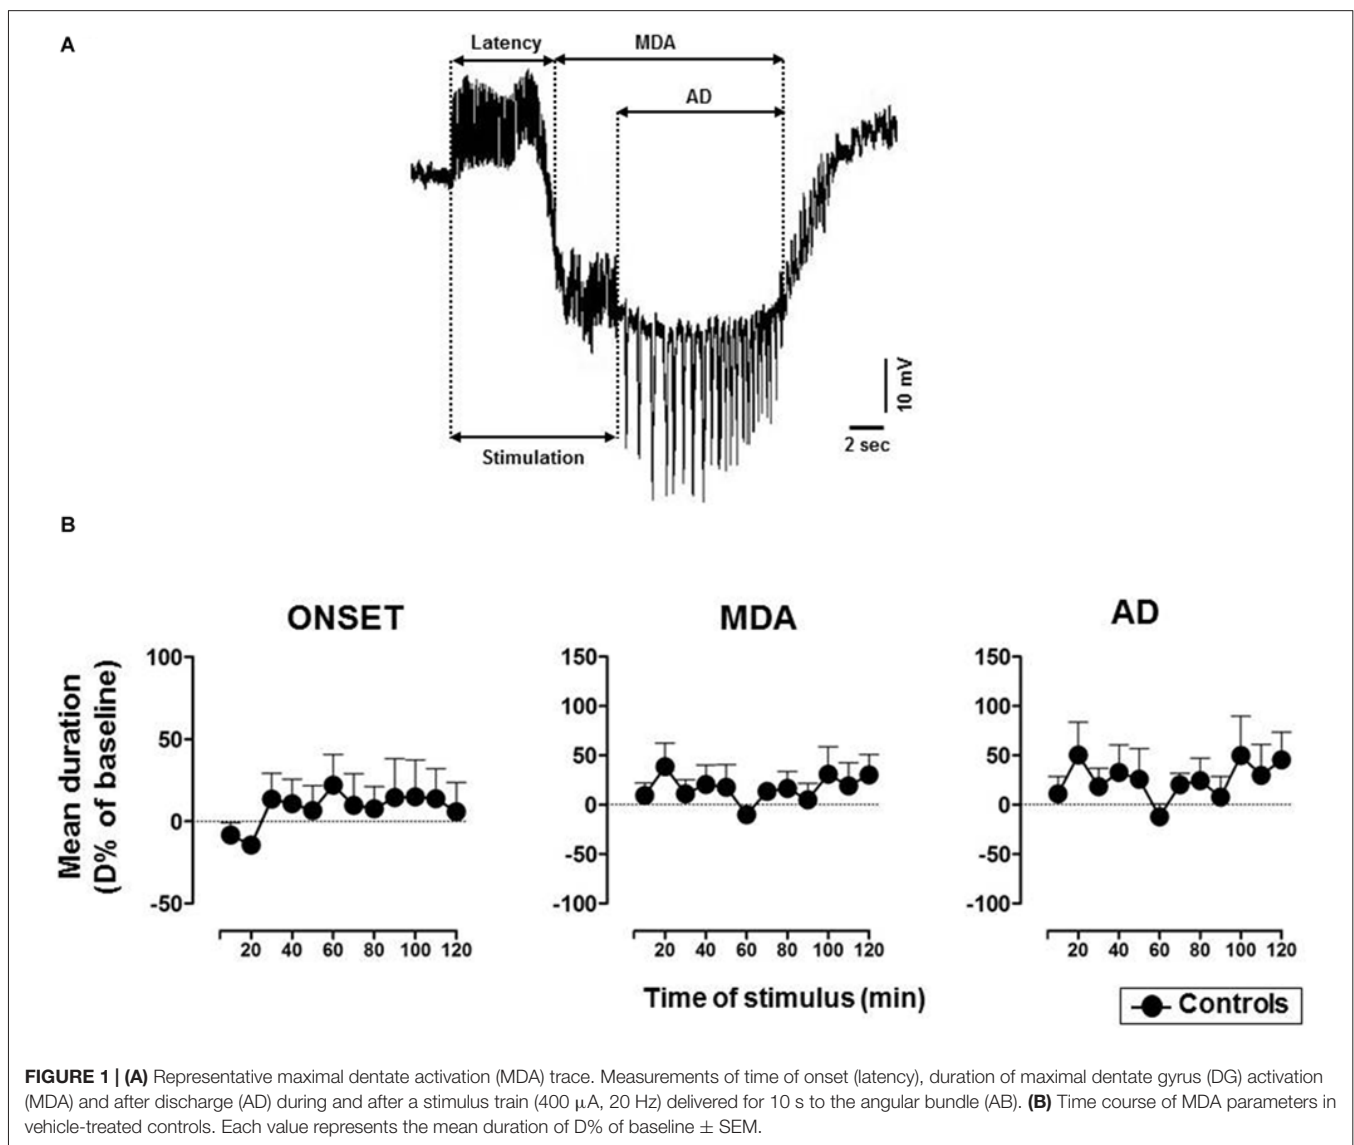 A
Latency
MDA
AD
10 mV
2 sec
Stimulation
B
ONSET
MDA
AD
Mean duration
(D% of baseline)
100
50
0
-50
150
100
50
0
-50
-100
150
100
50
0
-50
-100
20 40 60 80 100 120
20 40 60 80 100 120
20 40 60 80 100 120
Time of stimulus (min)
Controls
FIGURE 1 | (A) Representative maximal dentate activation (MDA) trace. Measurements of time of onset (latency), duration of maximal dentate gyrus (DG) activation
(MDA) and after discharge (AD) during and after a stimulus train (400 μA, 20 Hz) delivered for 10 s to the angular bundle (AB). (B) Time course of MDA parameters in
vehicle-treated controls. Each value represents the mean duration of D% of baseline ± SEM.